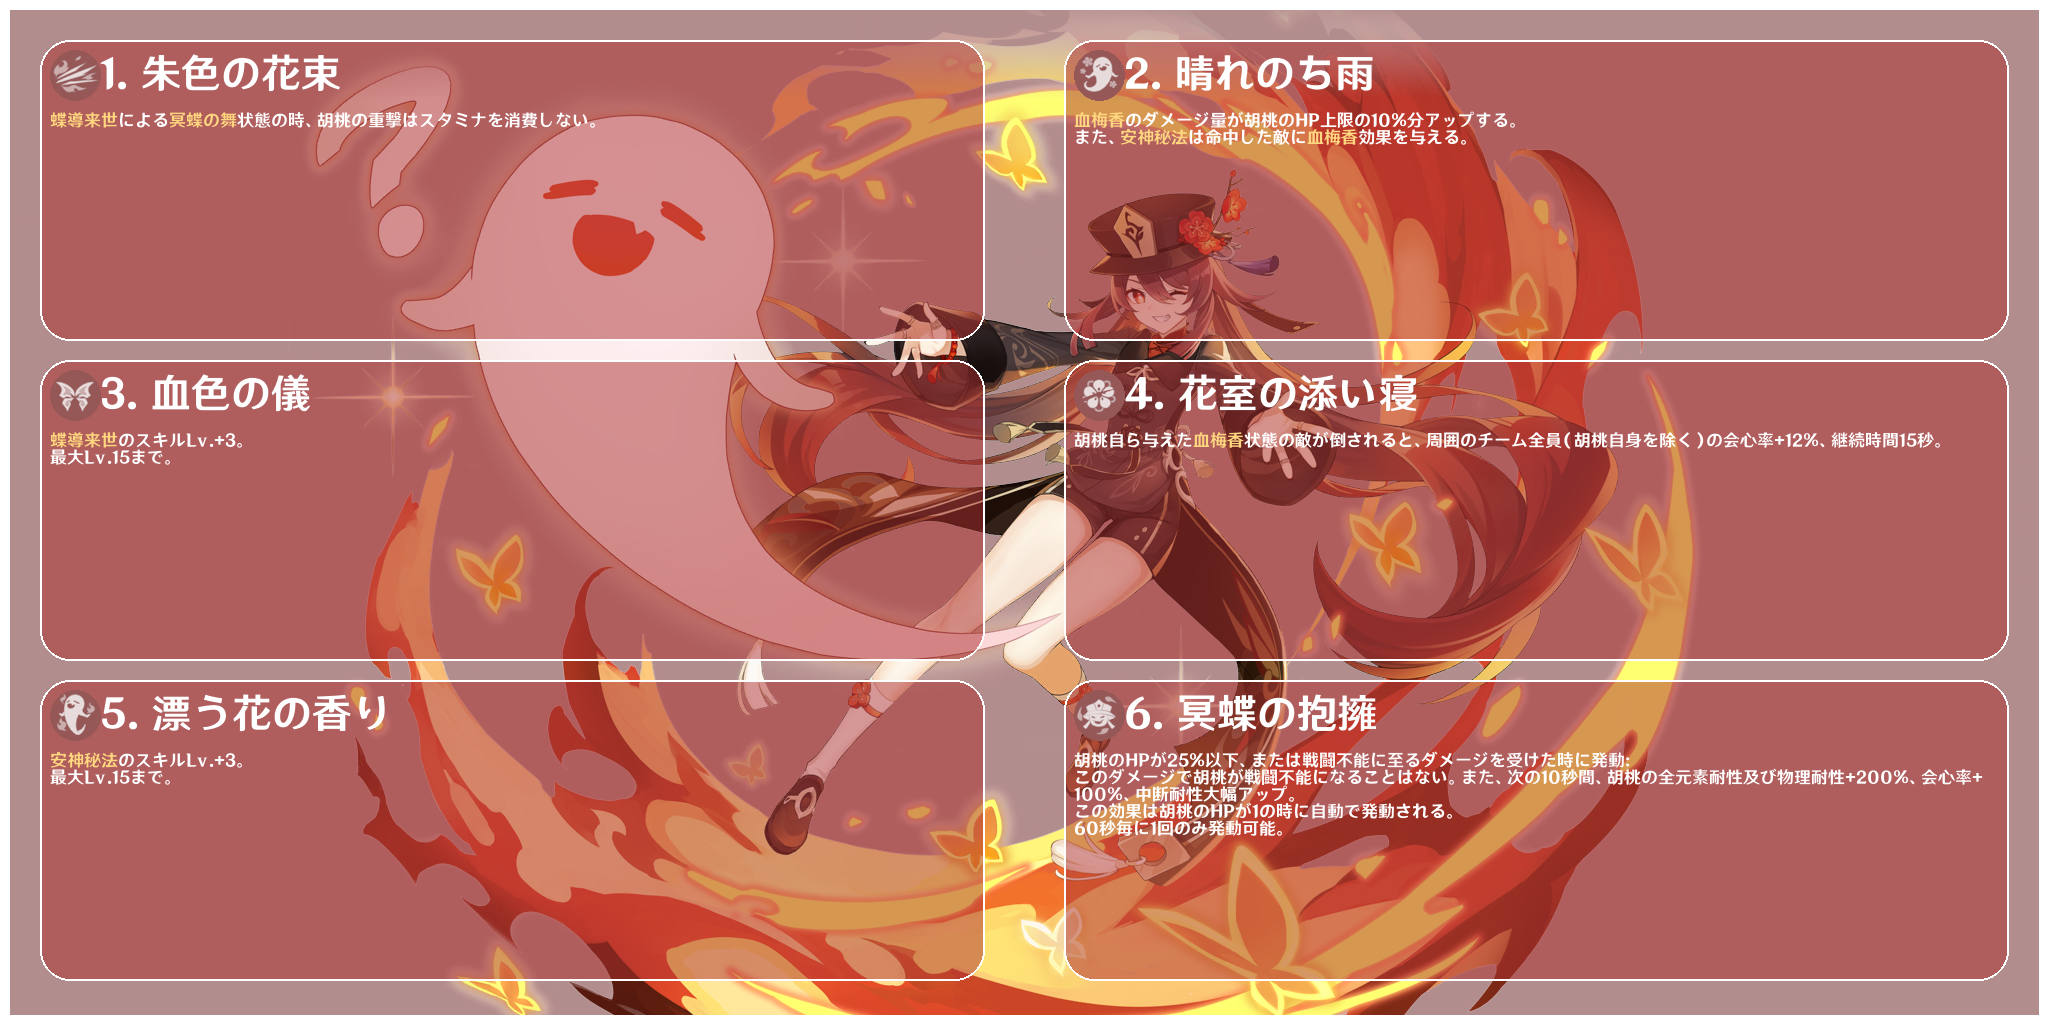 1. 朱色の花束
蝶導来世による冥蝶の舞状態の時、胡桃の重撃はスタミナを消費しない。
2. 晴れのち雨
血梅香のダメージ量が胡桃のHP上限の10%分アップする。
また、安神秘法は命中した敵に血梅香効果を与える。
3. 血色の儀
蝶導来世のスキルLv.+3。
最大Lv.15まで。
4. 花室の添い寝
胡桃自ら与えた血梅香状態の敵が倒されると、周囲のチーム全員(胡桃自身を除く)の会心率+12%、継続時間15秒。
5. 漂う花の香り
安神秘法のスキルLv.+3。
最大Lv.15まで。
6. 冥蝶の抱擁
胡桃のHPが25%以下、または戦闘不能に至るダメージを受けた時に発動:
このダメージで胡桃が戦闘不能になることはない。また、次の10秒間、胡桃の全元素耐性及び物理耐性+200%、会心率+
100%、中断耐性大幅アップ。
この効果は胡桃のHPが1の時に自動で発動される。
60秒毎に1回のみ発動可能。